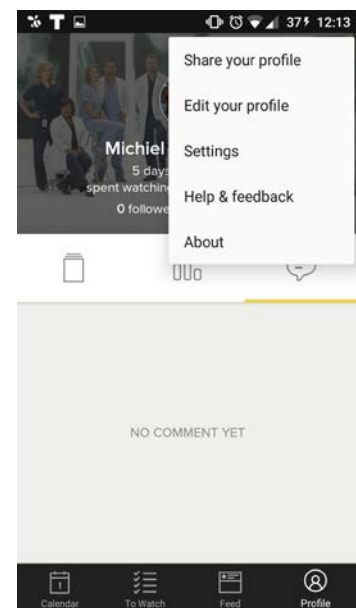 T 37 12:13
Share your profile
Edit your profile
Settings
Help & feedback
About
Michiel
5 days
spent watching
0 followe
NO COMMENT YET
1
Calendar
To Watch
Feed
Profile